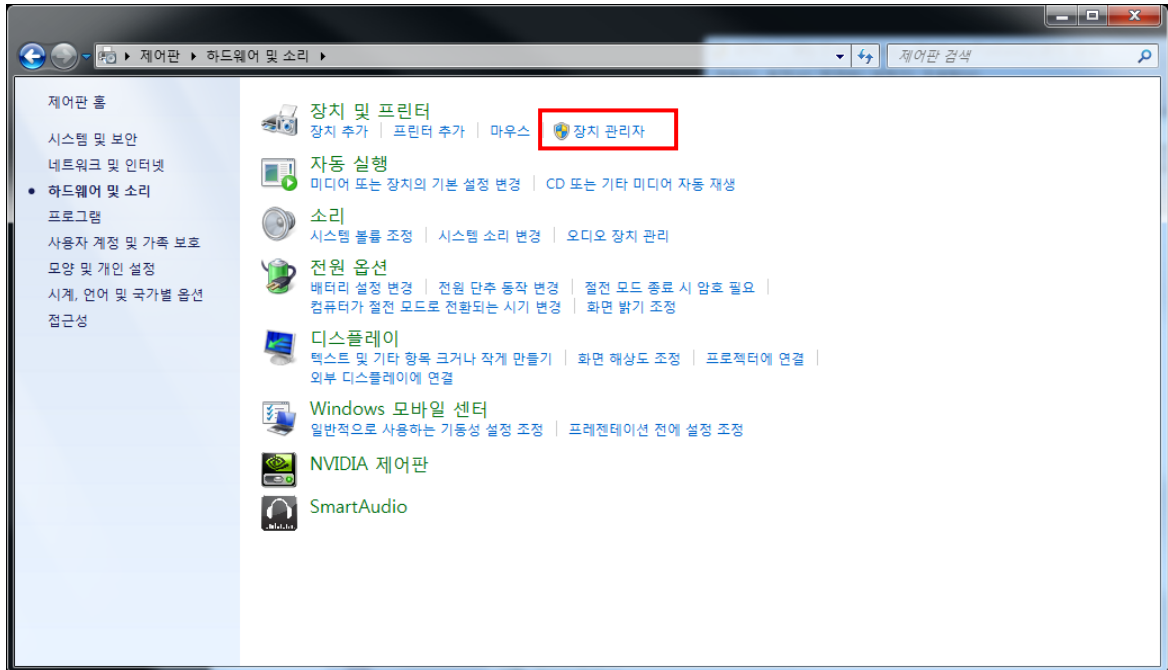 제어판 ▸ 하드웨어 및 소리 ▸
제어판 검색
제어판 홈
시스템 및 보안
네트워크 및 인터넷
하드웨어 및 소리
프로그램
사용자 계정 및 가족 보호
모양 및 개인 설정
시계, 언어 및 국가별 옵션
접근성
장치 및 프린터
장치 추가 | 프린터 추가 | 마우스 | 장치 관리자
자동 실행
미디어 또는 장치의 기본 설정 변경 | CD 또는 기타 미디어 자동 재생
소리
시스템 볼륨 조정 | 시스템 소리 변경 | 오디오 장치 관리
전원 옵션
배터리 설정 변경 | 전원 단추 동작 변경 | 절전 모드 종료 시 암호 필요 |
컴퓨터가 절전 모드로 전환되는 시기 변경 | 화면 밝기 조정
디스플레이
텍스트 및 기타 항목 크거나 작게 만들기 | 화면 해상도 조정 | 프로젝터에 연결 |
외부 디스플레이에 연결
Windows 모바일 센터
일반적으로 사용하는 기동성 설정 조정 | 프레젠테이션 전에 설정 조정
NVIDIA 제어판
SmartAudio